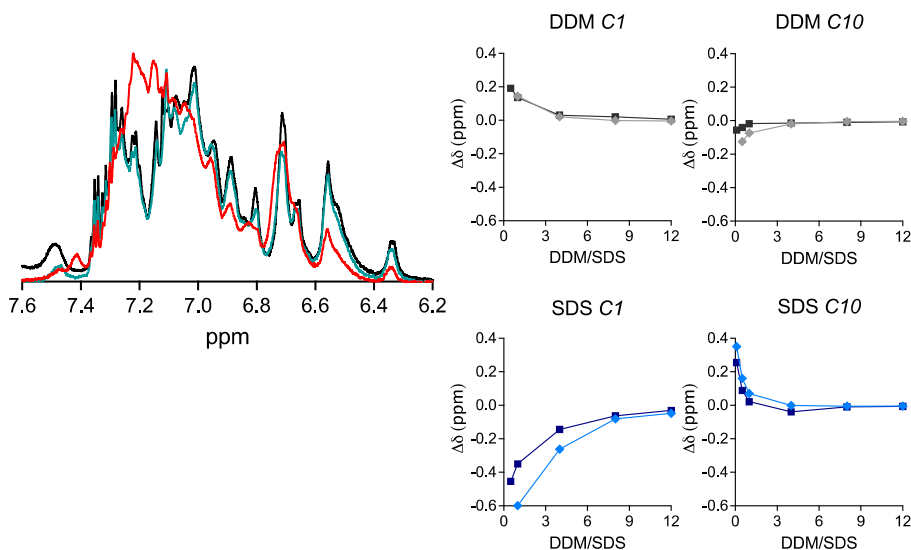 7.6 7.4 7.2 7.0 6.8 6.6 6.4 6.2
ppm
DDM C1
0.4
0.2
0.0
-0.2
-0.4
-0.6
Δδ (ppm)
0 3 6 9 12
DDM/SDS
DDM C10
0.4
0.2
0.0
-0.2
-0.4
-0.6
Δδ (ppm)
0 3 6 9 12
DDM/SDS
SDS C1
0.4
0.2
0.0
-0.2
-0.4
-0.6
Δδ (ppm)
0 3 6 9 12
DDM/SDS
SDS C10
0.4
0.2
0.0
-0.2
-0.4
-0.6
Δδ (ppm)
0 3 6 9 12
DDM/SDS